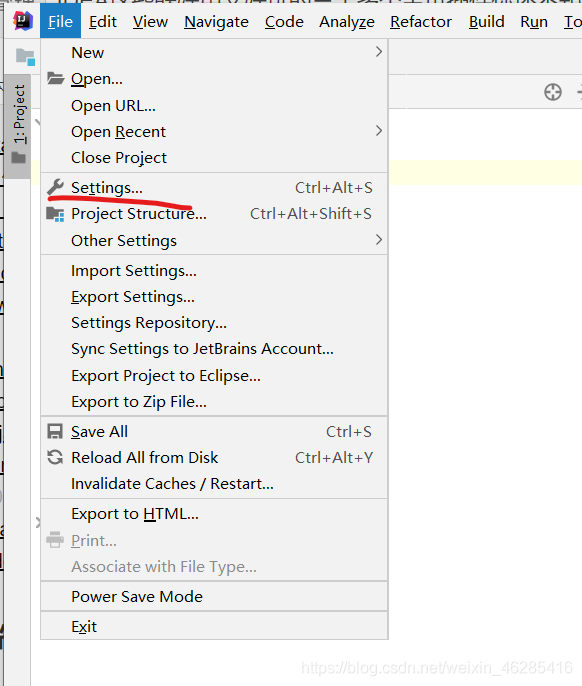 File Edit View Navigate Code Analyze Refactor Build Run To
1: Project
New
Open...
Open URL...
Open Recent
Close Project
Settings... Ctrl+Alt+S
Project Structure... Ctrl+Alt+Shift+S
Other Settings
Import Settings...
Export Settings...
Settings Repository...
Sync Settings to JetBrains Account...
Export Project to Eclipse...
Export to Zip File...
Save All Ctrl+S
Reload All from Disk Ctrl+Alt+Y
Invalidate Caches / Restart...
Export to HTML...
Print...
Associate with File Type...
Power Save Mode
Exit
https://blog.csdn.net/weixin_46285416